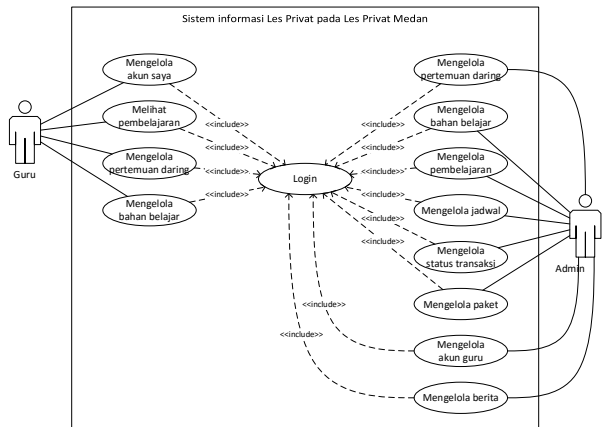 Sistem informasi Les Privat pada Les Privat Medan
Mengelola
akun saya
Melihat
pembelajaran
Mengelola
pertemuan daring
Mengelola
bahan belajar
Guru
<<include>>
<<include>>
<<include>>
<<include>>
Login
<<include>>
<<include>>
<<include>>
<<include>>
<<include>>
<<include>>
<<include>>
<<include>>
Mengelola
pertemuan daring
Mengelola
bahan belajar
Mengelola
pembelajaran
Mengelola jadwal
Mengelola
status transaksi
Mengelola paket
Mengelola
akun guru
Mengelola berita
Admin